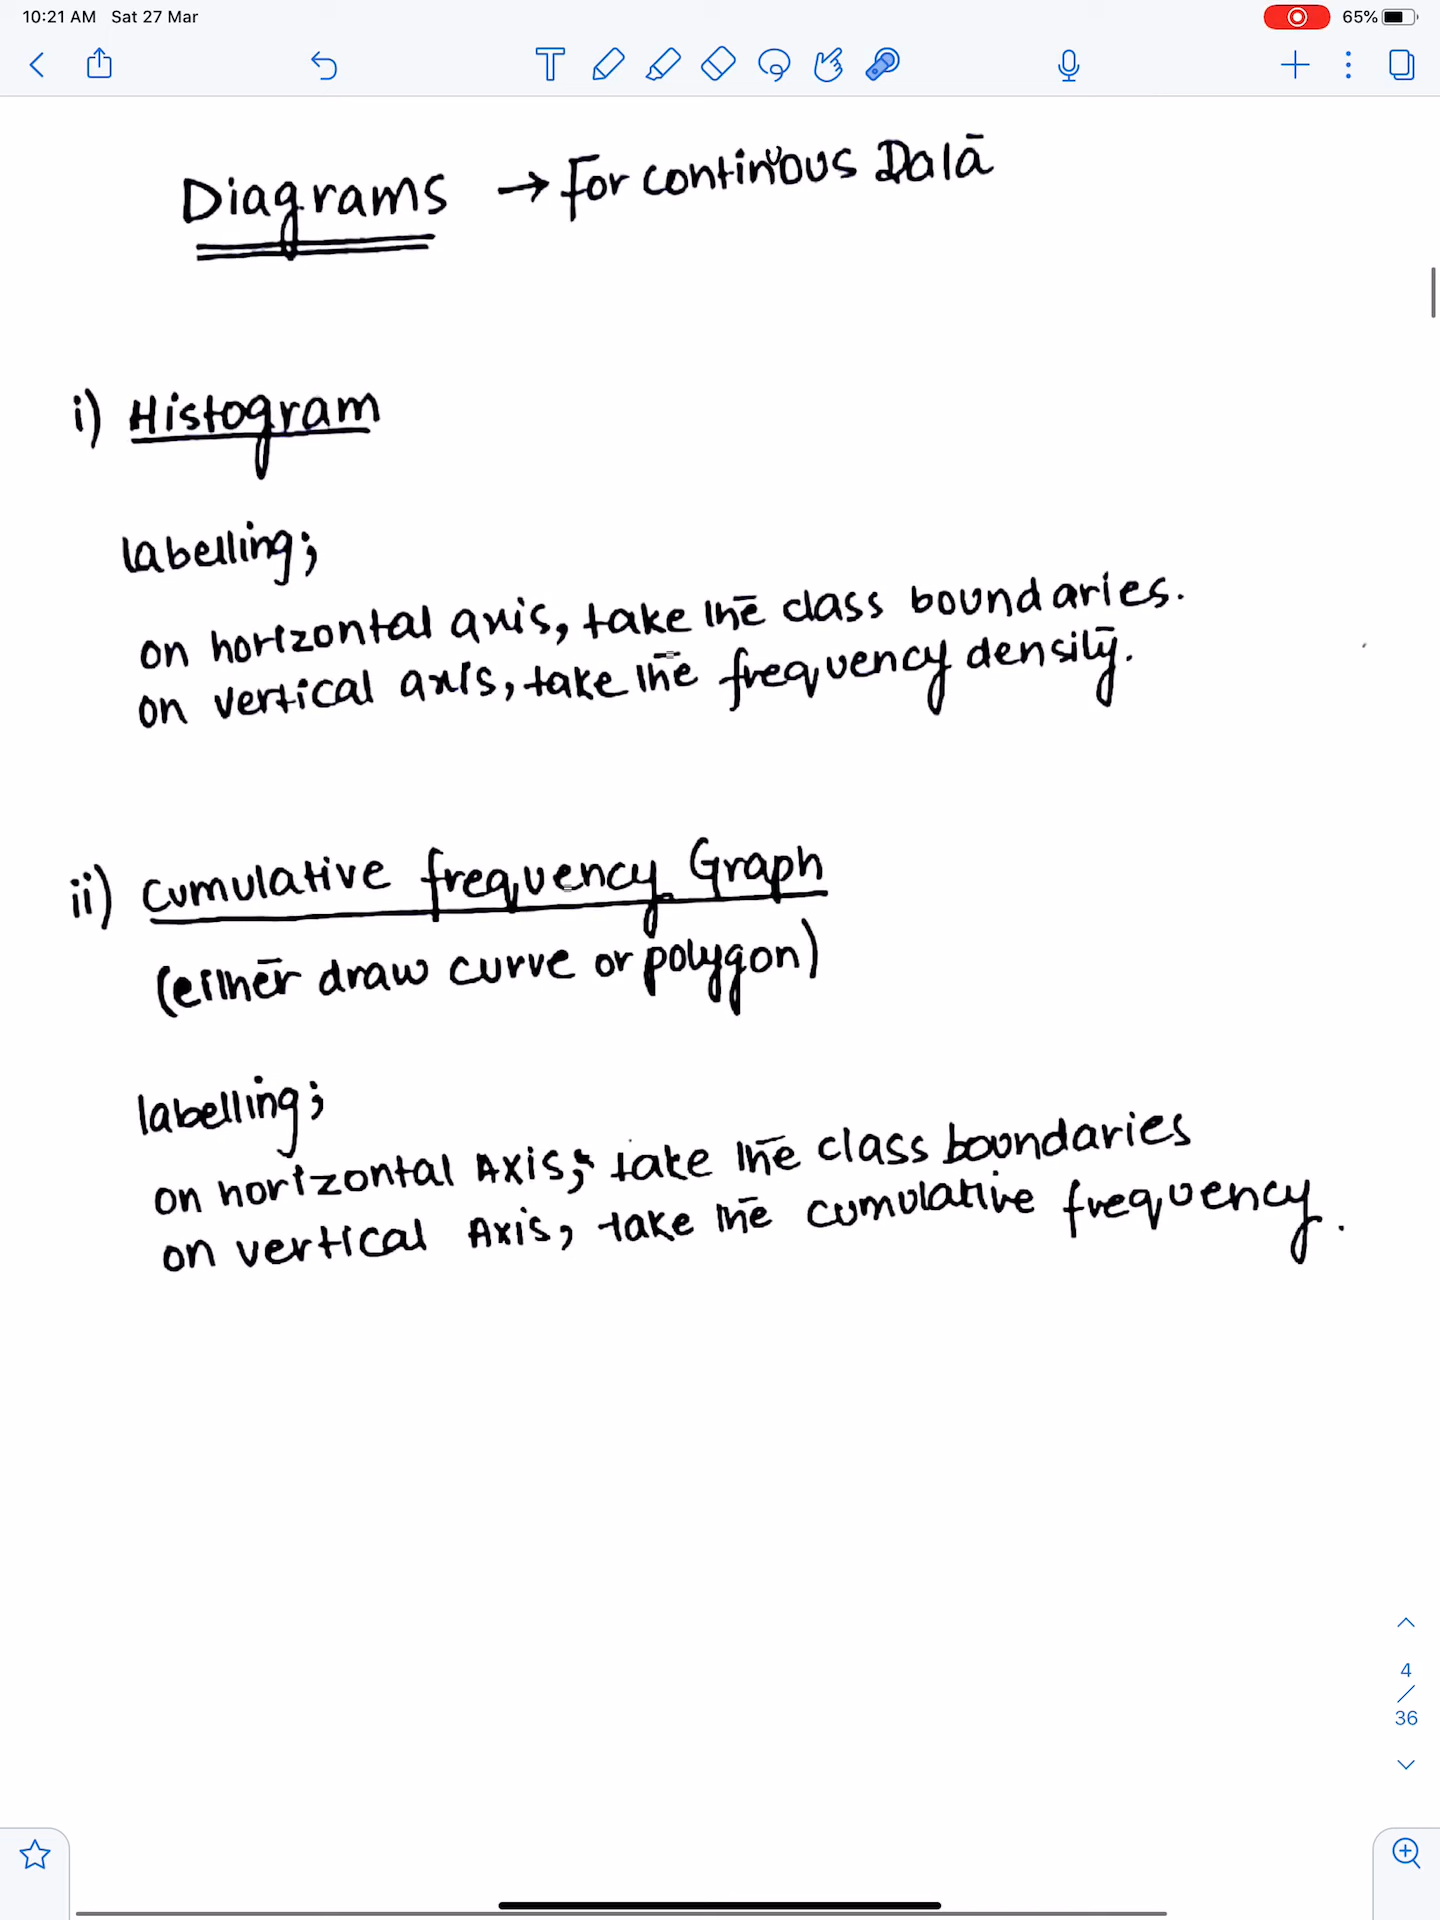 10:21 AM Sat 27 Mar 65%
Diagrams → For continuous Data
i) Histogram
labelling;
on horizontal axis, take the class boundaries.
on vertical axis, take the frequency density.
ii) Cumulative frequency Graph
(either draw curve or polygon)
labelling;
on horizontal Axis, take the class boundaries
on vertical Axis, take the cumulative frequency.
4
/
36